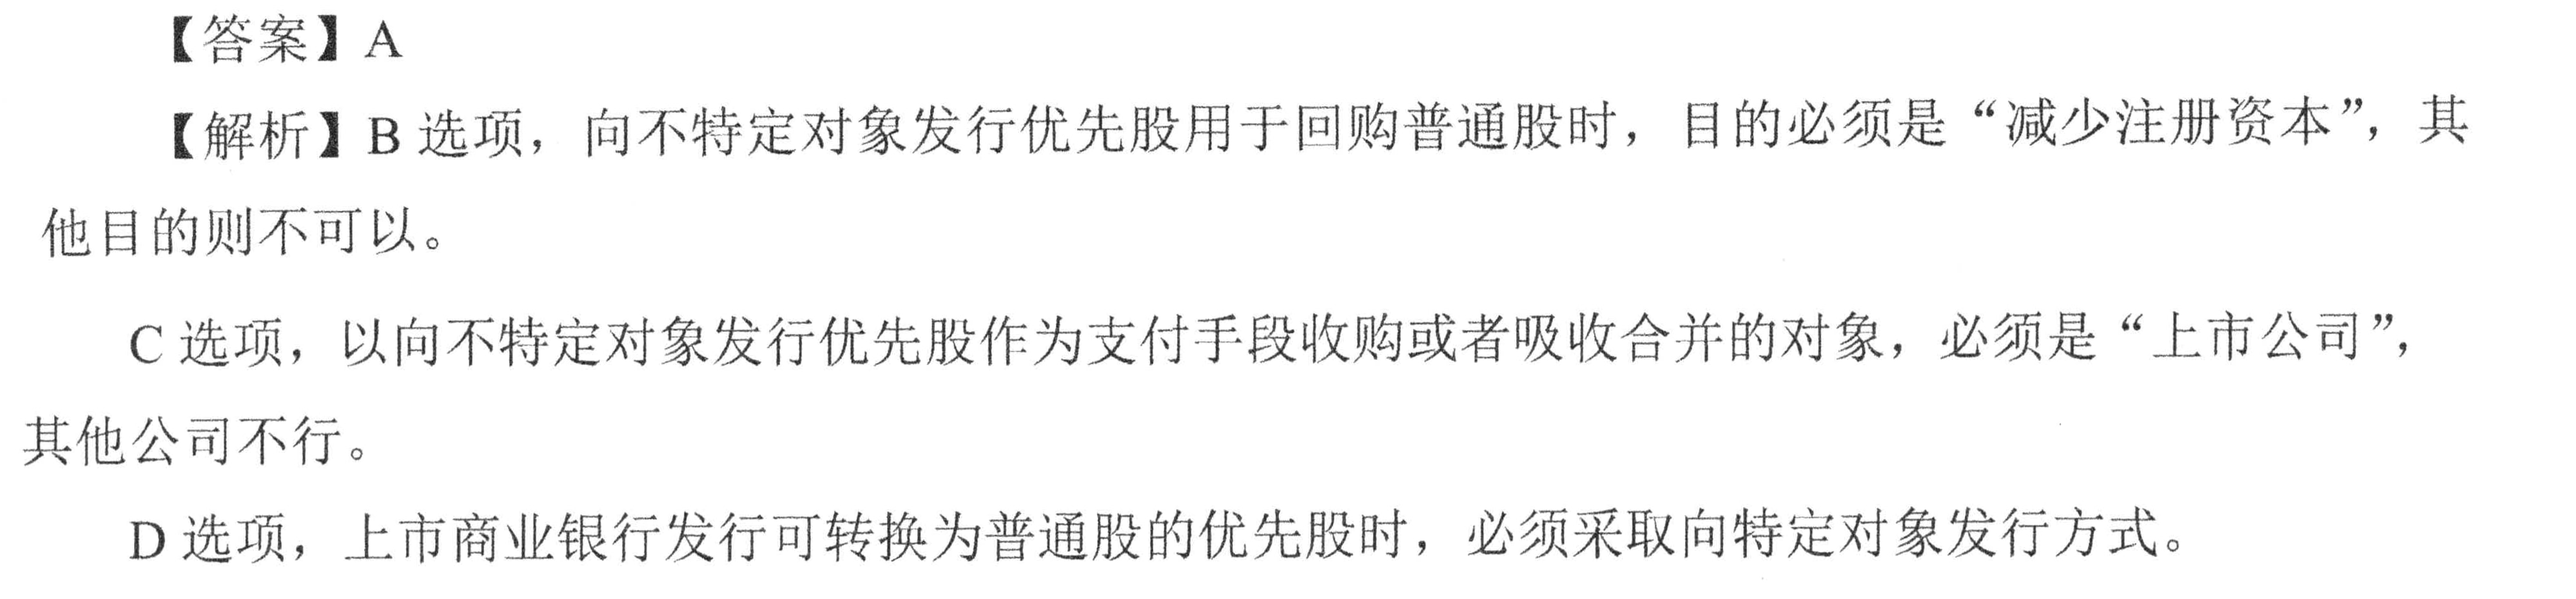 【答案】A
【解析】B 选项，向不特定对象发行优先股用于回购普通股时，目的必须是“减少注册资本”，其
他目的则不可以。
C 选项，以向不特定对象发行优先股作为支付手段收购或者吸收合并的对象，必须是“上市公司”，
其他公司不行。
D 选项，上市商业银行发行可转换为普通股的优先股时，必须采取向特定对象发行方式。